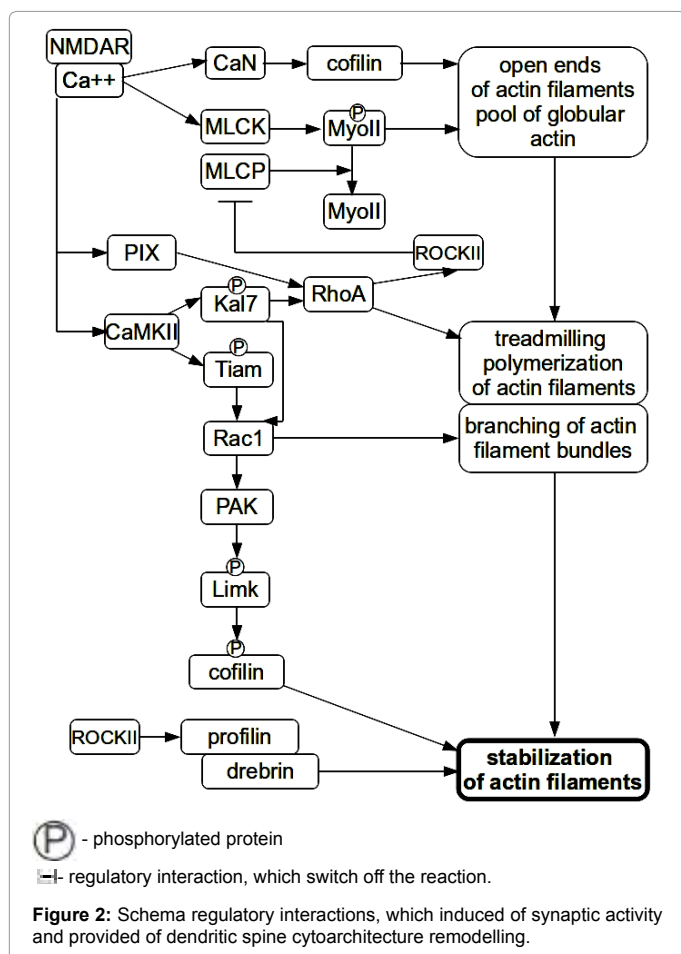 NMDAR
Ca++
CaN
cofilin
open ends
of actin filaments
pool of globular
actin
MLCK
P
MyoII
MLCP
MyoII
PIX
ROCKII
P
Kal7
RhoA
CaMKII
P
Tiam
treadmilling
polymerization
of actin filaments
Rac1
branching of actin
filament bundles
PAK
P
Limk
P
cofilin
ROCKII
profilin
drebrin
stabilization
of actin filaments
P - phosphorylated protein
- regulatory interaction, which switch off the reaction.
Figure 2: Schema regulatory interactions, which induced of synaptic activity
and provided of dendritic spine cytoarchitecture remodelling.